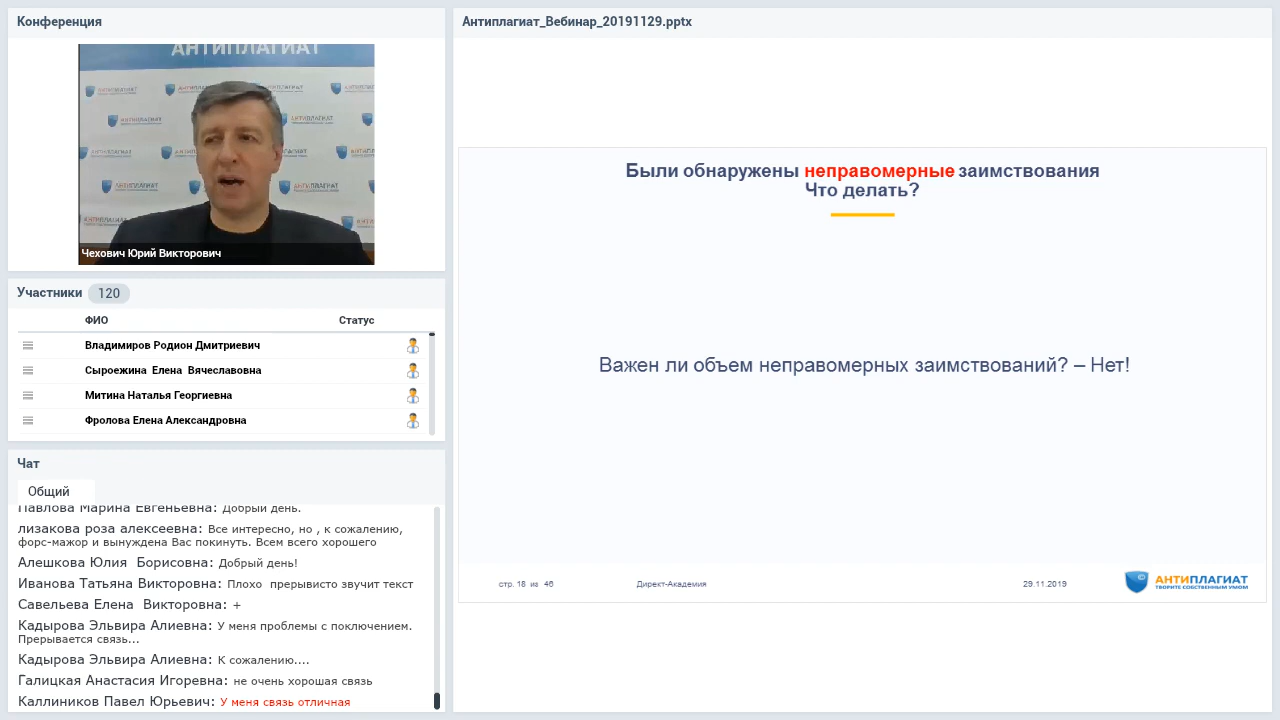 Конференция
АНТИПЛАГИАТ
Чехович Юрий Викторович
Участники 120
ФИО Статус
Владимиров Родион Дмитриевич
Сыроежина Елена Вячеславовна
Митина Наталья Георгиевна
Фролова Елена Александровна
Чат
Общий
Павлова Марина Евгеньевна: Добрый день.
лизакова роза алексеевна: Все интересно, но , к сожалению,
форс-мажор и вынуждена Вас покинуть. Всем всего хорошего
Алешкова Юлия Борисовна: Добрый день!
Иванова Татьяна Викторовна: Плохо прерывисто звучит текст
Савельева Елена Викторовна: +
Кадырова Эльвира Алиевна: У меня проблемы с поключением.
Прерывается связь...
Кадырова Эльвира Алиевна: К сожалению....
Галицкая Анастасия Игоревна: не очень хорошая связь
Каллиников Павел Юрьевич: У меня связь отличная
Антиплагиат_Вебинар_20191129.pptx
Были обнаружены неправомерные заимствования
Что делать?
Важен ли объем неправомерных заимствований? – Нет!
стр. 18 из 46 Директ-Академия 29.11.2019
АНТИПЛАГИАТ
ТВОРИТЕ СОБСТВЕННЫМ УМОМ